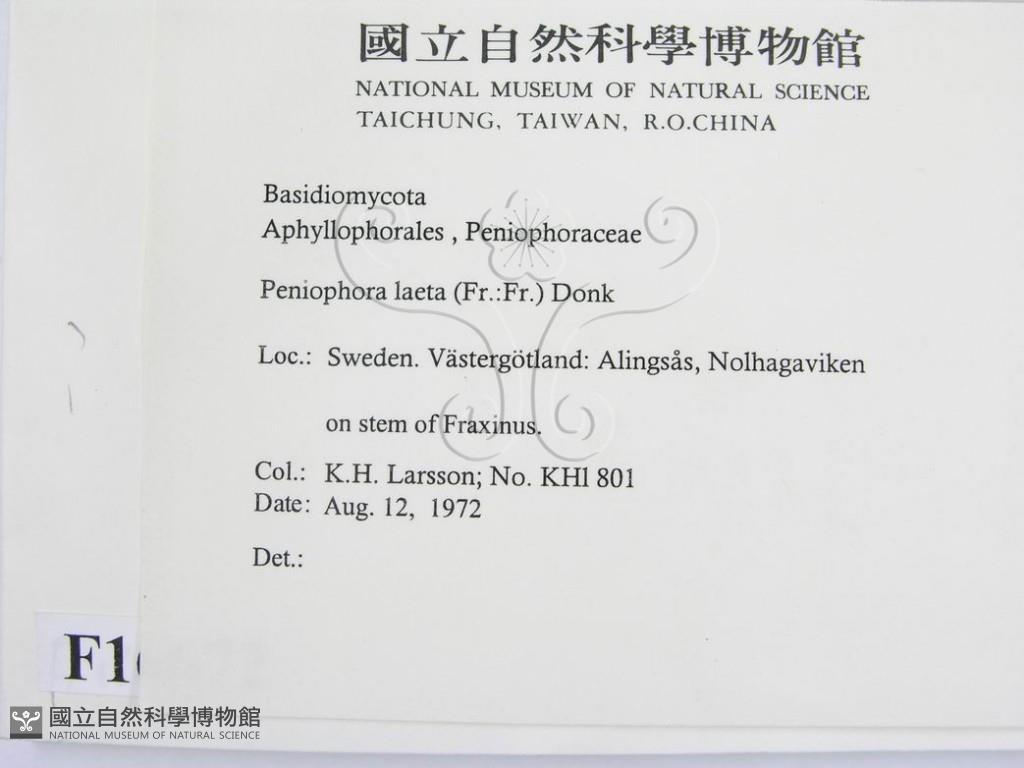 國立自然科學博物館
NATIONAL MUSEUM OF NATURAL SCIENCE
TAICHUNG, TAIWAN, R.O.CHINA
Basidiomycota
Aphyllophorales , Peniophoraceae
Peniophora laeta (Fr.:Fr.) Donk
Loc.: Sweden. Västergötland: Alingsås, Nolhagaviken
on stem of Fraxinus.
Col.: K.H. Larsson; No. KHl 801
Date: Aug. 12, 1972
Det.:
F1
國立自然科學博物館
NATIONAL MUSEUM OF NATURAL SCIENCE